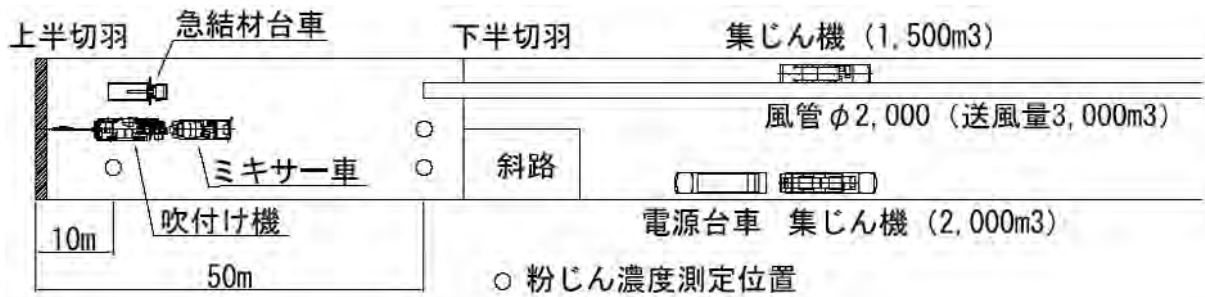 上半切羽
急結材台車
下半切羽
集じん機 (1,500m3)
風管φ2,000 (送風量3,000m3)
斜路
ミキサー車
吹付け機
電源台車
集じん機 (2,000m3)
10m
50m
○ 粉じん濃度測定位置